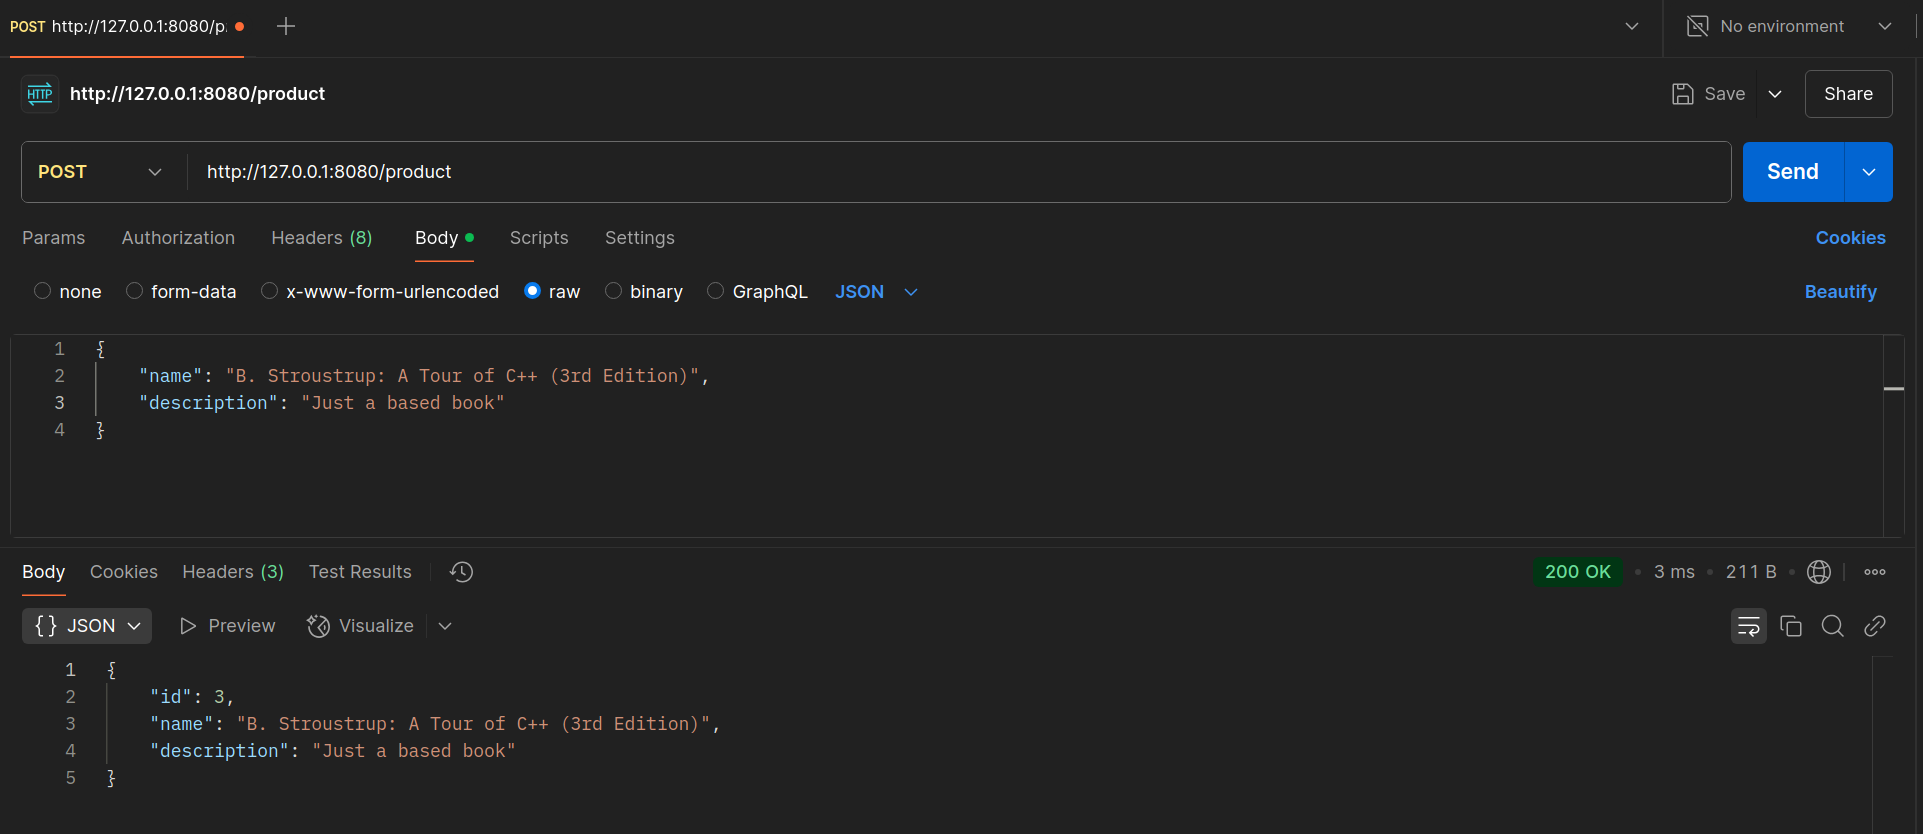 POST http://127.0.0.1:8080/p
No environment
HTTP http://127.0.0.1:8080/product
Save
Share
POST http://127.0.0.1:8080/product
Send
Params Authorization Headers (8) Body Scripts Settings Cookies
none form-data x-www-form-urlencoded raw binary GraphQL JSON Beautify
1 {
2 "name": "B. Stroustrup: A Tour of C++ (3rd Edition)",
3 "description": "Just a based book"
4 }
Body Cookies Headers (3) Test Results 200 OK • 3 ms • 211 B •
{} JSON Preview Visualize
1 {
2 "id": 3,
3 "name": "B. Stroustrup: A Tour of C++ (3rd Edition)",
4 "description": "Just a based book"
5 }